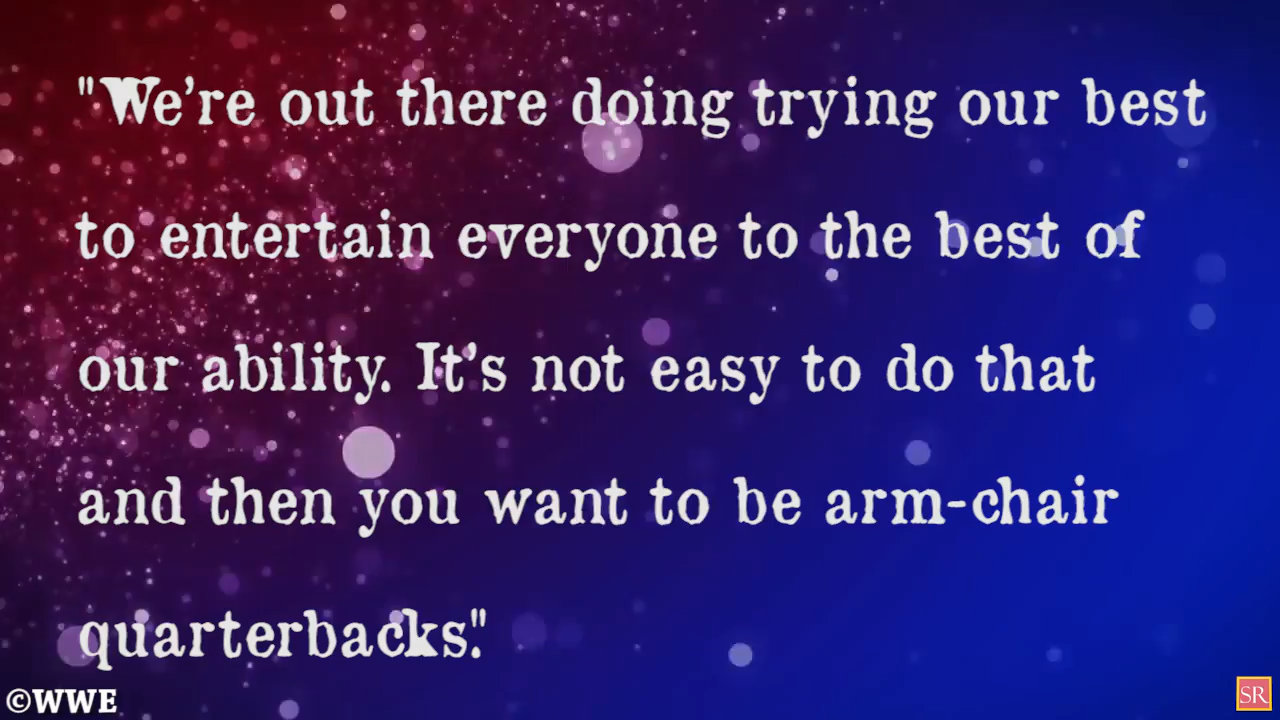 "We're out there doing trying our best
to entertain everyone to the best of
our ability. It's not easy to do that
and then you want to be arm-chair
quarterbacks."
©WWE
SR